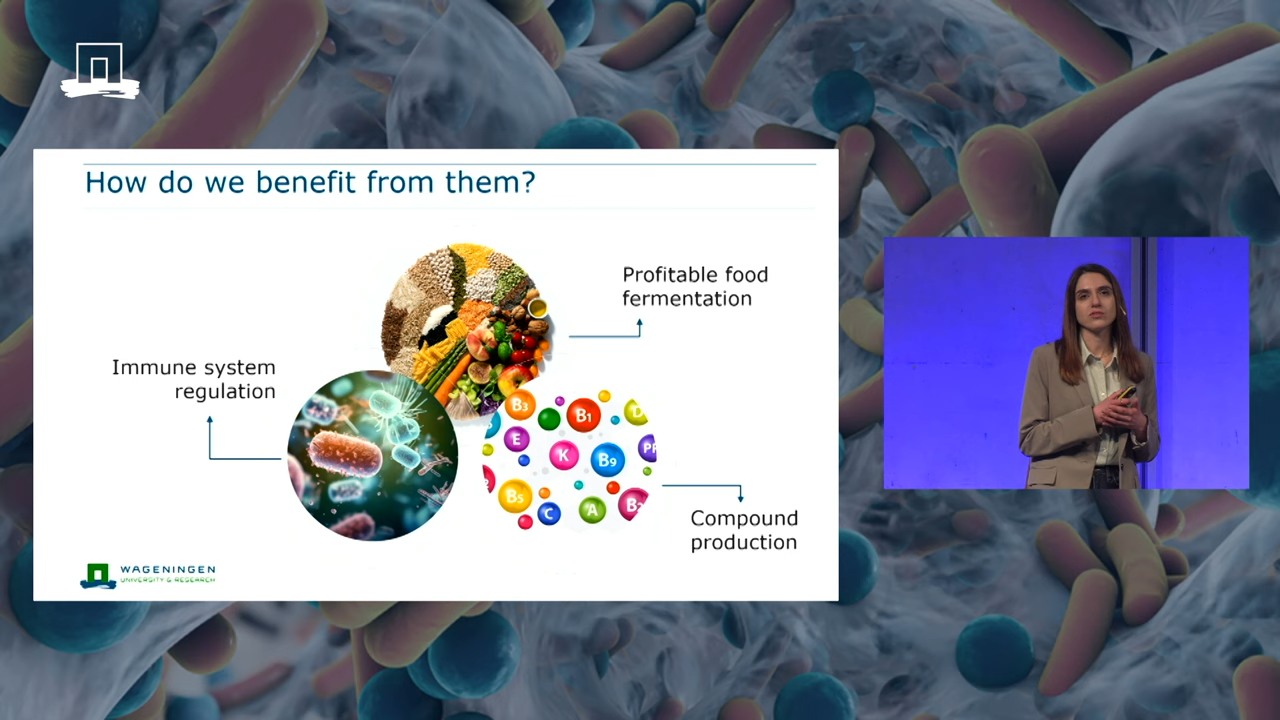 How do we benefit from them?
Profitable food
fermentation
Immune system
regulation
B3
B1
E
K
B9
B5
C
A
Compound
production
WAGENINGEN
UNIVERSITY & RESEARCH